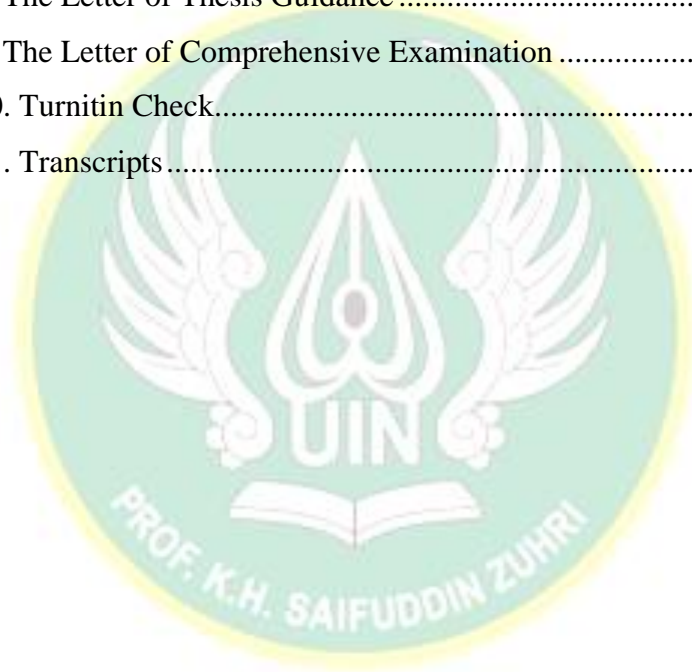 The Letter of Thesis Guidance ....................................
The Letter of Comprehensive Examination .................
. Turnitin Check............................................................
. Transcripts..................................................................
UIN
PROF. K.H. SAIFUDDIN ZUHRI